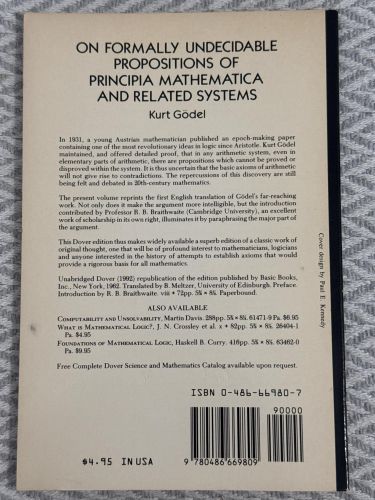 ON FORMALLY UNDECIDABLE
PROPOSITIONS OF
PRINCIPIA MATHEMATICA
AND RELATED SYSTEMS
Kurt Gödel
In 1931, a young Austrian mathematician published an epoch-making paper
containing one of the most revolutionary ideas in logic since Aristotle. Kurt Gödel
maintained, and offered detailed proof, that in any arithmetic system, even in
elementary parts of arithmetic, there are propositions which cannot be proved or
disproved within the system. It is thus uncertain that the basic axioms of arithmetic
will not give rise to contradictions. The repercussions of this discovery are still
being felt and debated in 20th-century mathematics.
The present volume reprints the first English translation of Gödel's far-reaching
work. Not only does it make the argument more intelligible, but the introduction
contributed by Professor R. B. Braithwaite (Cambridge University), an excellent
work of scholarship in its own right, illuminates it by paraphrasing the major part of
the argument.
This Dover edition thus makes widely available a superb edition of a classic work of
original thought, one that will be of profound interest to mathematicians, logicians
and anyone interested in the history of attempts to establish axioms that would
provide a rigorous basis for all mathematics.
Unabridged Dover (1992) republication of the edition published by Basic Books,
Inc., New York, 1962. Translated by B. Meltzer, University of Edinburgh. Preface.
Introduction by R. B. Braithwaite. viii + 72pp. 5⅜ × 8½. Paperbound.
ALSO AVAILABLE
COMPUTABILITY AND UNSOLVABILITY, Martin Davis. 288pp. 5⅜ × 8½. 61471-9 Pa. $6.95
WHAT IS MATHEMATICAL LOGIC?, J. N. Crossley et al. x + 82pp. 5⅜ × 8½. 26404-1
Pa. $4.95
FOUNDATIONS OF MATHEMATICAL LOGIC, Haskell B. Curry. 416pp. 5⅜ × 8½. 63462-0
Pa. $9.95
Free Complete Dover Science and Mathematics Catalog available upon request.
Cover design by Paul E. Kennedy
ISBN 0-486-66980-7
90000
9 780486 669809
$4.95 IN USA